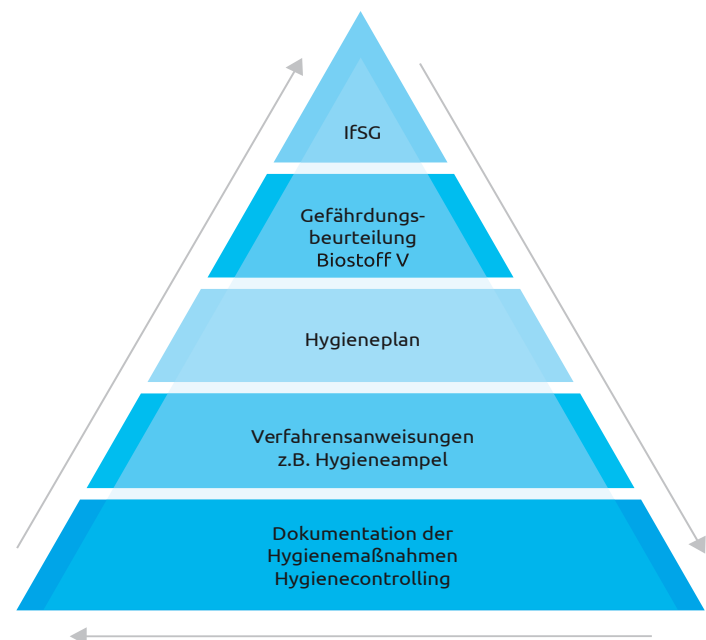 IfSG
Gefährdungs-
beurteilung
Biostoff V
Hygieneplan
Verfahrensanweisungen
z.B. Hygieneampel
Dokumentation der
Hygienemaßnahmen
Hygienecontrolling